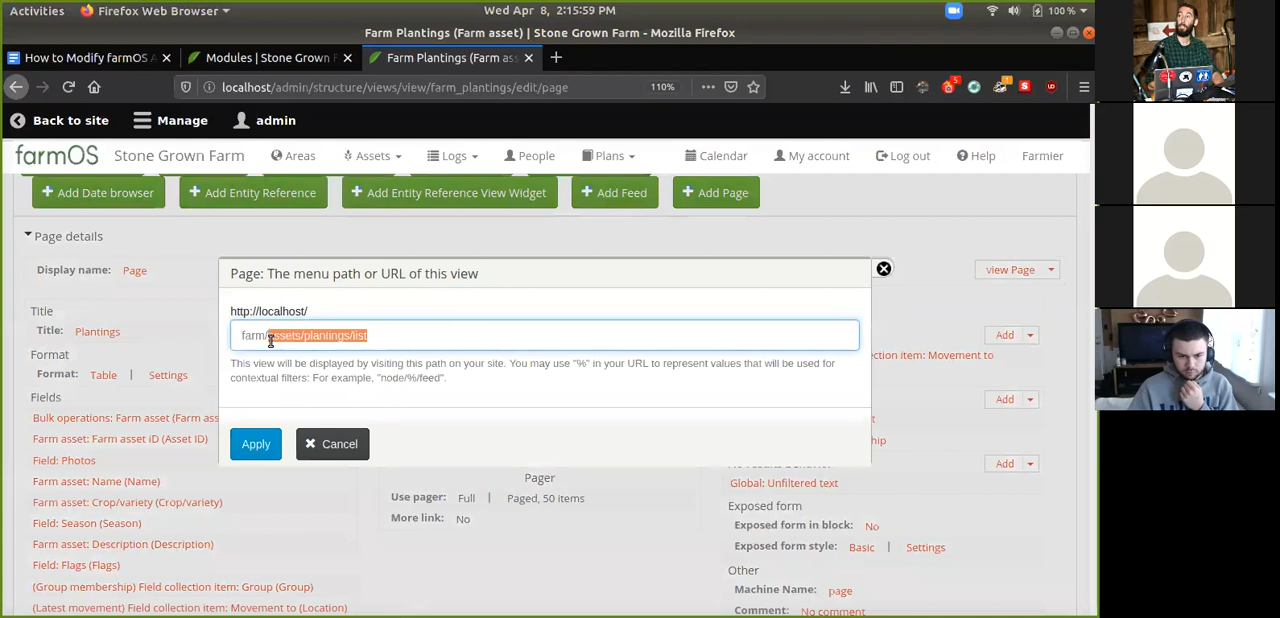 Activities Firefox Web Browser Wed Apr 8, 2:15:59 PM 100 %
Farm Plantings (Farm asset) | Stone Grown Farm - Mozilla Firefox
How to Modify farmOS A Modules | Stone Grown F Farm Plantings (Farm ass
localhost/admin/structure/views/view/farm_plantings/edit/page 110%
Back to site Manage admin
farmOS Stone Grown Farm Areas Assets Logs People Plans Calendar My account Log out Help Farmier
Add Date browser Add Entity Reference Add Entity Reference View Widget Add Feed Add Page
Page details
Display name: Page view Page
Page: The menu path or URL of this view
http://localhost/
farm/assets/plantings/list
This view will be displayed by visiting this path on your site. You may use "%" in your URL to represent values that will be used for
contextual filters: For example, "node/%/feed".
Apply Cancel
Title
Title: Plantings
Format
Format: Table | Settings
Fields
Bulk operations: Farm asset (Farm ass
Farm asset: Farm asset iD (Asset ID)
Field: Photos
Farm asset: Name (Name)
Farm asset: Crop/variety (Crop/variety)
Field: Season (Season)
Farm asset: Description (Description)
Field: Flags (Flags)
(Group membership) Field collection item: Group (Group)
(Latest movement) Field collection item: Movement to (Location)
Pager
Use pager: Full | Paged, 50 items
More link: No
Add
ection item: Movement to
Add
ship
Add
Global: Unfiltered text
Exposed form
Exposed form in block: No
Exposed form style: Basic | Settings
Other
Machine Name: page
Comment: No comment